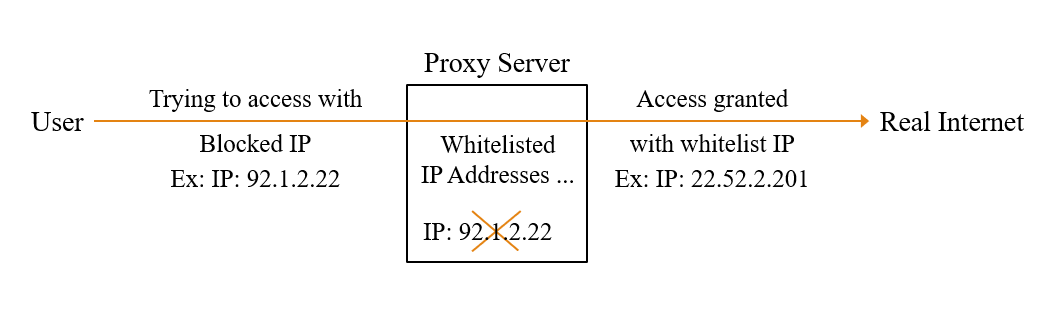 Proxy Server
User
Trying to access with
Blocked IP
Ex: IP: 92.1.2.22
Whitelisted
IP Addresses ...
IP: 92.1.2.22
Access granted
with whitelist IP
Ex: IP: 22.52.2.201
Real Internet